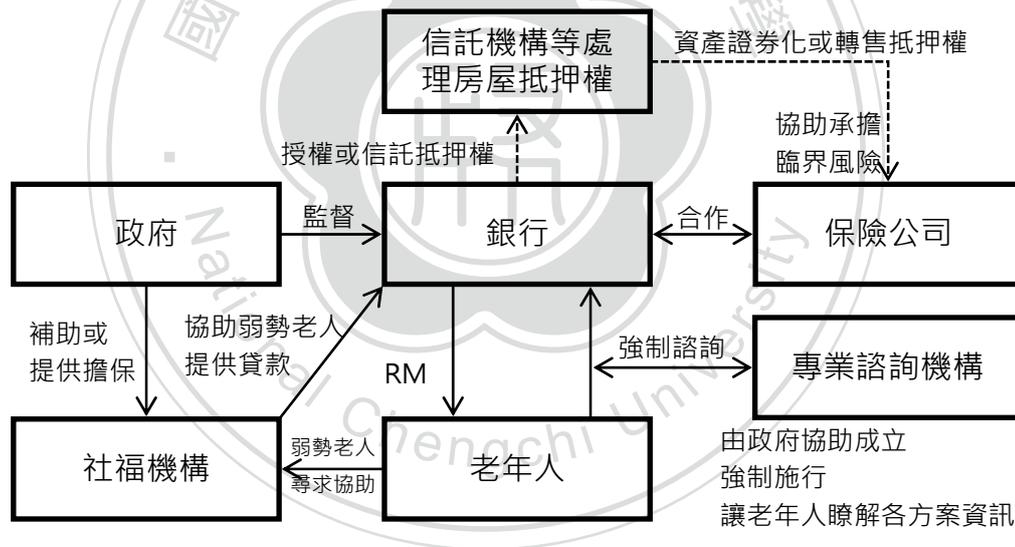 信託機構等處
理房屋抵押權
資產證券化或轉售抵押權
協助承擔
臨界風險
授權或信託抵押權
政府
監督
銀行
合作
保險公司
補助或
提供擔保
協助弱勢老人
提供貸款
RM
強制諮詢
專業諮詢機構
社福機構
弱勢老人
尋求協助
老年人
由政府協助成立
強制施行
讓老年人瞭解各方案資訊
National Chengchi University
國